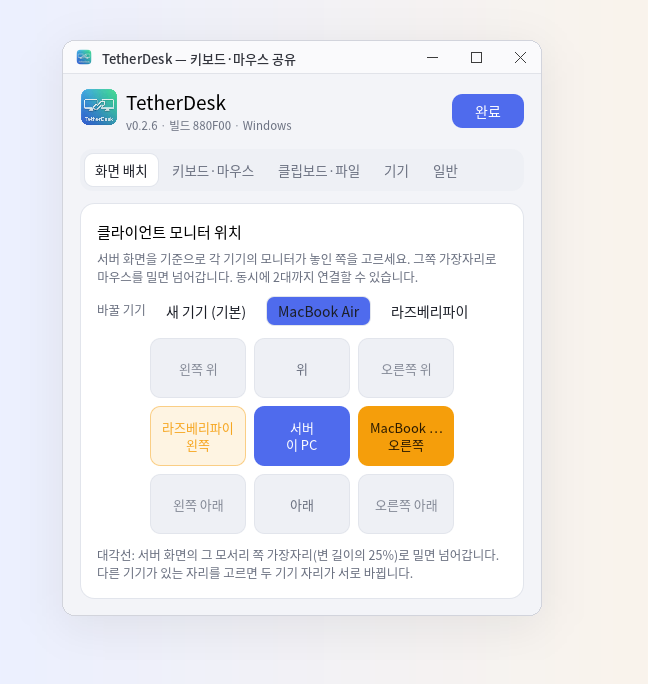 TetherDesk — 키보드·마우스 공유
TetherDesk
TetherDesk
v0.2.6 · 빌드 880F00 · Windows
완료
화면 배치 키보드·마우스 클립보드·파일 기기 일반
클라이언트 모니터 위치
서버 화면을 기준으로 각 기기의 모니터가 놓인 쪽을 고르세요. 그쪽 가장자리로
마우스를 밀면 넘어갑니다. 동시에 2대까지 연결할 수 있습니다.
바꿀 기기 새 기기 (기본) MacBook Air 라즈베리파이
왼쪽 위 위 오른쪽 위
라즈베리파이 서버 MacBook …
왼쪽 이 PC 오른쪽
왼쪽 아래 아래 오른쪽 아래
대각선: 서버 화면의 그 모서리 쪽 가장자리(변 길이의 25%)로 밀면 넘어갑니다.
다른 기기가 있는 자리를 고르면 두 기기 자리가 서로 바뀝니다.